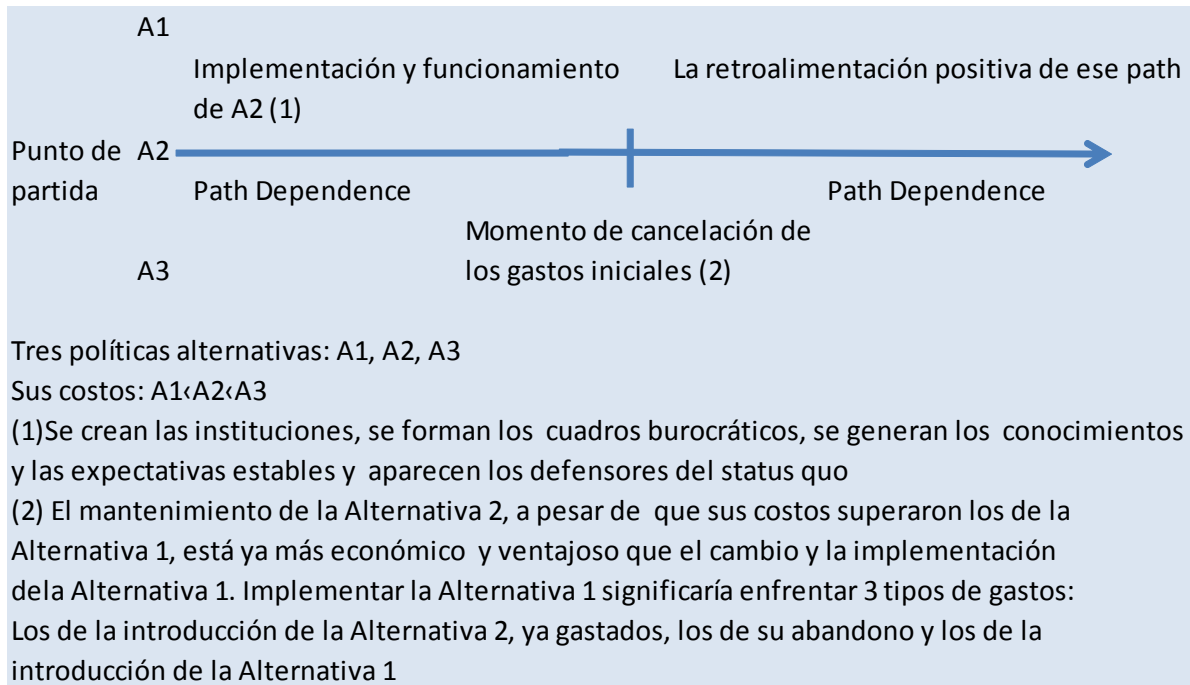 A1
Implementación y funcionamiento La retroalimentación positiva de ese path
de A2 (1)
Punto de A2
partida Path Dependence Path Dependence
Momento de cancelación de
A3 los gastos iniciales (2)
Tres políticas alternativas: A1, A2, A3
Sus costos: A1‹A2‹A3
(1)Se crean las instituciones, se forman los cuadros burocráticos, se generan los conocimientos
y las expectativas estables y aparecen los defensores del status quo
(2) El mantenimiento de la Alternativa 2, a pesar de que sus costos superaron los de la
Alternativa 1, está ya más económico y ventajoso que el cambio y la implementación
dela Alternativa 1. Implementar la Alternativa 1 significaría enfrentar 3 tipos de gastos:
Los de la introducción de la Alternativa 2, ya gastados, los de su abandono y los de la
introducción de la Alternativa 1